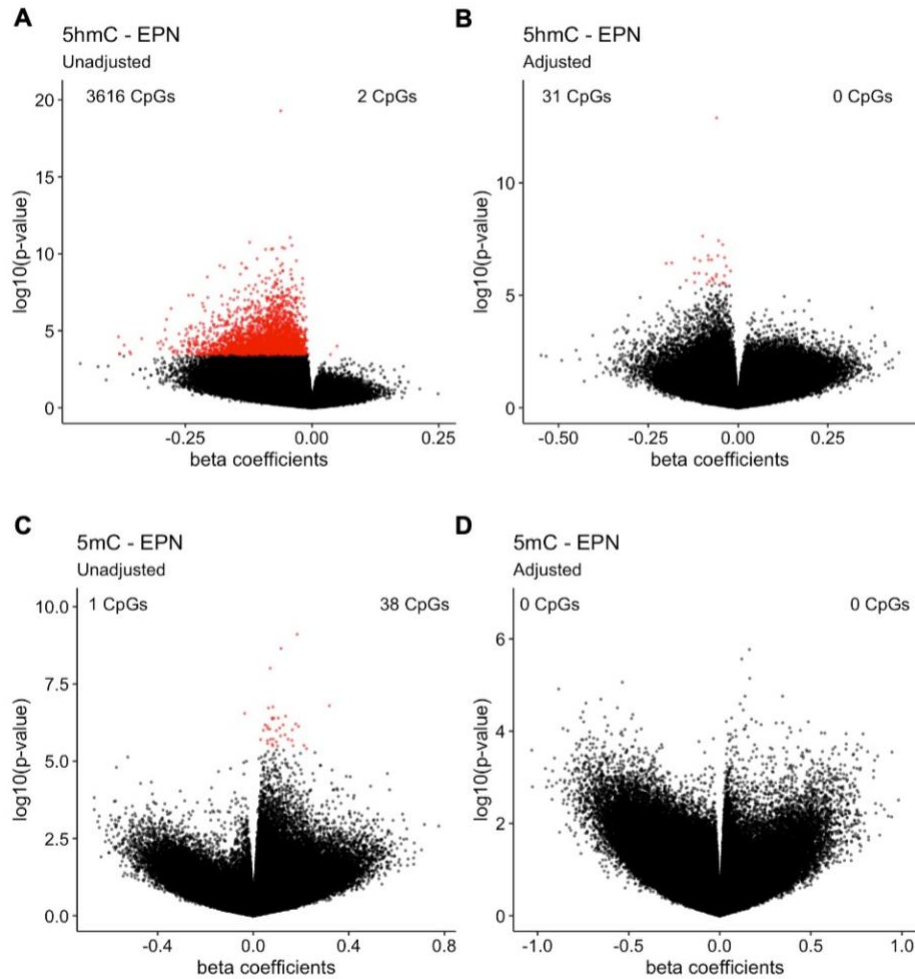 A
5hmC - EPN
Unadjusted
3616 CpGs
2 CpGs
20
15
10
5
0
log10(p-value)
-0.25
0.00
0.25
beta coefficients
B
5hmC - EPN
Adjusted
31 CpGs
0 CpGs
10
5
0
log10(p-value)
-0.50
-0.25
0.00
0.25
beta coefficients
C
5mC - EPN
Unadjusted
1 CpGs
38 CpGs
10.0
7.5
5.0
2.5
0.0
log10(p-value)
-0.4
0.0
0.4
0.8
beta coefficients
D
5mC - EPN
Adjusted
0 CpGs
0 CpGs
6
4
2
0
log10(p-value)
-1.0
-0.5
0.0
0.5
1.0
beta coefficients